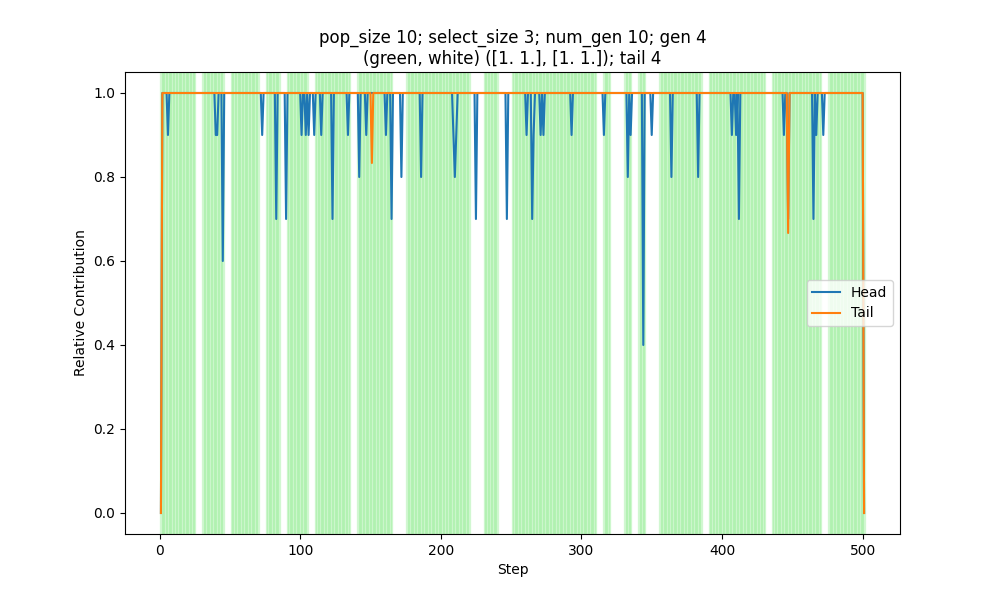 pop_size 10; select_size 3; num_gen 10; gen 4
(green, white) ([1. 1.], [1. 1.]); tail 4
1.0
0.8
0.6
0.4
0.2
0.0
Relative Contribution
Head
Tail
0
100
200
300
400
500
Step